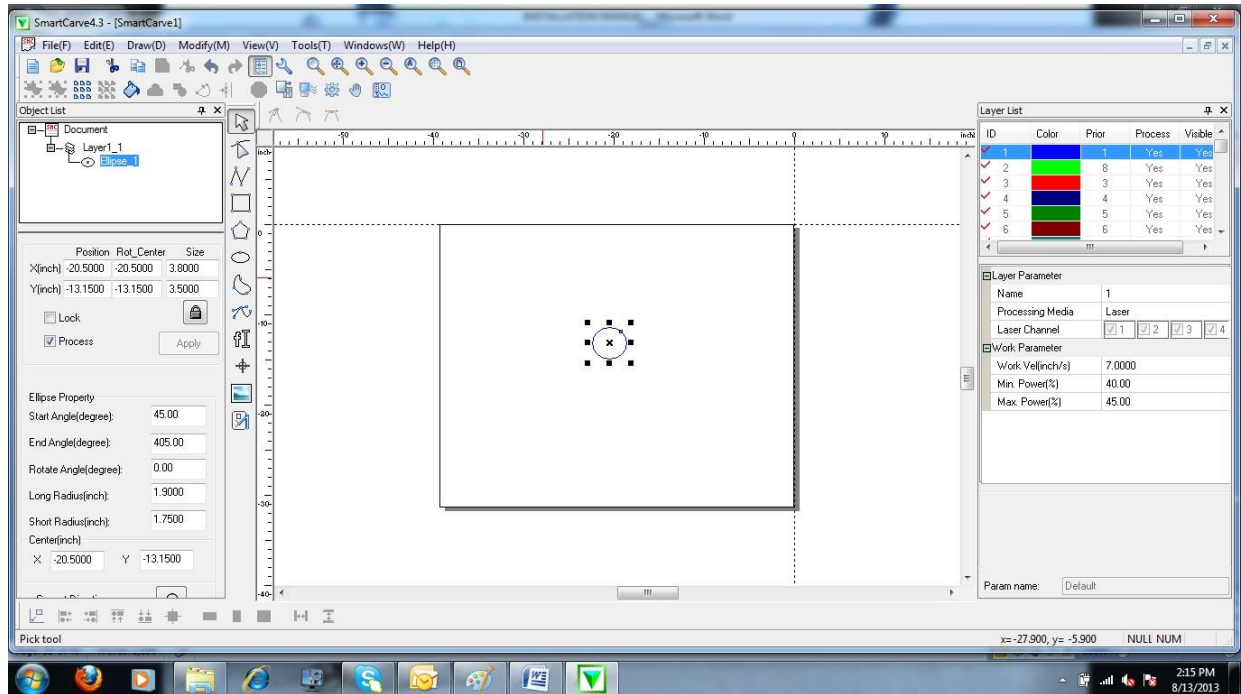 SmartCarve4.3 - [SmartCarve1]
File(F) Edit(E) Draw(D) Modify(M) View(V) Tools(T) Windows(W) Help(H)
Object List
Document
Layer1_1
Ellipse_1
Position Rot_Center Size
X(inch) -20.5000 -20.5000 3.8000
Y(inch) -13.1500 -13.1500 3.5000
Lock
Process Apply
Ellipse Property
Start Angle(degree): 45.00
End Angle(degree): 405.00
Rotate Angle(degree): 0.00
Long Radius(inch): 1.9000
Short Radius(inch): 1.7500
Center(inch)
X -20.5000 Y -13.1500
-50 -40 -30 -20 -10 0 10 inch
inch
0
-10
-20
-30
-40
Layer List
ID Color Prior Process Visible
1 1 Yes Yes
2 8 Yes Yes
3 3 Yes Yes
4 4 Yes Yes
5 5 Yes Yes
6 6 Yes Yes
Layer Parameter
Name 1
Processing Media Laser
Laser Channel 1 2 3 4
Work Parameter
Work Vel(inch/s) 7.0000
Min. Power(%) 40.00
Max. Power(%) 45.00
Param name: Default
Pick tool
x=-27.900, y= -5.900 NULL NUM
2:15 PM
8/13/2013